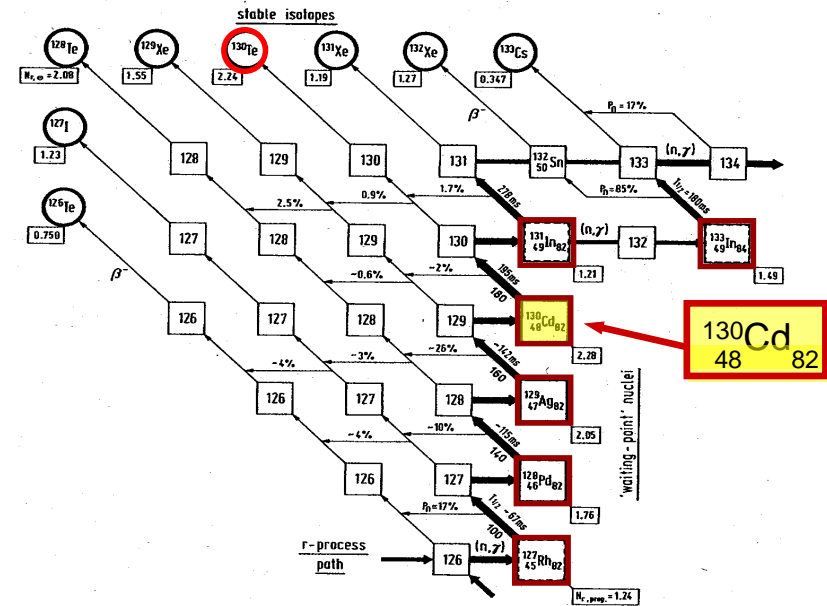 stable isotopes
128Te 129Xe 130Te 131Xe 132Xe 133Cs
Nr,⊙ = 2.08 1.55 2.24 1.19 1.27 0.347
Pn = 17%
β⁻
127I
1.23
128 129 130 131 132 50 Sn 133 (n,γ) 134
Pn = 85%
2.5% 0.9% 1.7% 278ms T1/2 = 180ms
126Te
0.750
127 128 129 130 131 49 In82 (n,γ) 132 133 49 In84
1.21 1.49
β⁻
~0.6% ~2% 195ms
180
126 127 128 129 130 48 Cd82
2.28
130 48 Cd 82
~4% ~3% ~26% ~142ms
160
126 127 128 129 47 Ag82
2.05
'waiting-point' nuclei
~4% ~10% ~115ms
140
126 127 128 46 Pd82
1.76
Pn = 17% T1/2 ~67ms
100
r-process
path
126 (n,γ) 127 45 Rh82
Nr,prog. = 1.24